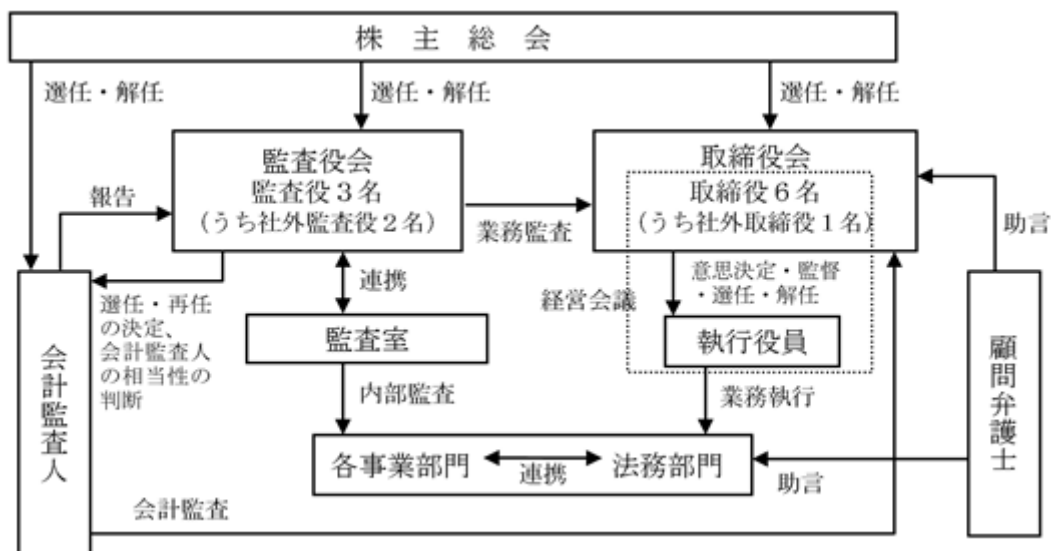 株 主 総 会
選任・解任
選任・解任
選任・解任
監査役会
監査役３名
（うち社外監査役２名）
取締役会
取締役６名
（うち社外取締役１名）
報告
業務監査
助言
選任・再任
の決定、
会計監査人
の相当性の
判断
連携
経営会議
意思決定・監督
・選任・解任
監査室
執行役員
会計監査人
顧問弁護士
内部監査
業務執行
各事業部門
連携
法務部門
助言
会計監査